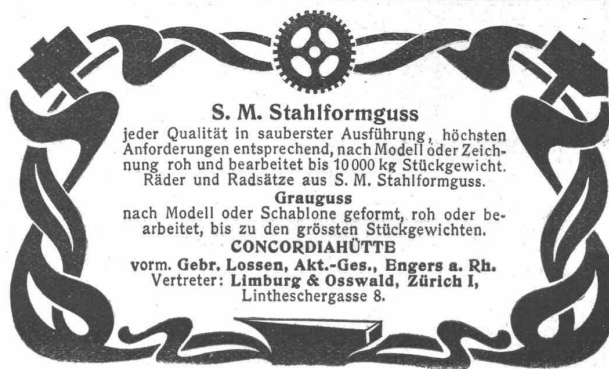 S. M. Stahlformguss
jeder Qualität in sauberster Ausführung, höchsten
Anforderungen entsprechend, nach Modell oder Zeich-
nung roh und bearbeitet bis 10000 kg Stückgewicht.
Räder und Radsätze aus S. M. Stahlformguss.
Grauguss
nach Modell oder Schablone geformt, roh oder be-
arbeitet, bis zu den grössten Stückgewichten.
CONCORDIAHÜTTE
vorm. Gebr. Lossen, Akt.-Ges., Engers a. Rh.
Vertreter: Limburg & Osswald, Zürich I,
Lintheschergasse 8.